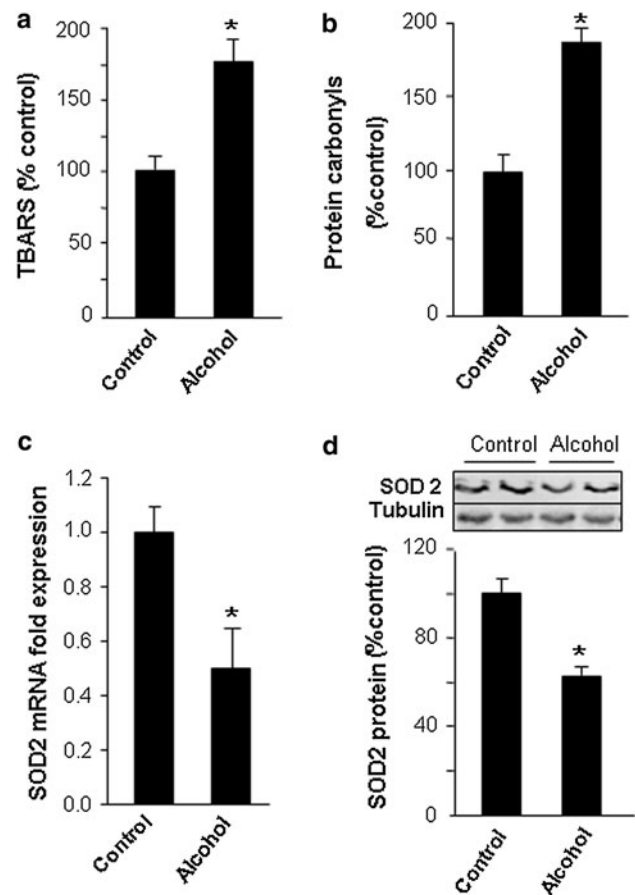 a
TBARS (% control)
200
150
100
50
0
*
Control
Alcohol
b
Protein carbonyls
(%control)
200
150
100
50
0
*
Control
Alcohol
c
SOD2 mRNA fold expression
1.2
1.0
0.8
0.6
0.4
0.2
0.0
*
Control
Alcohol
d
Control Alcohol
SOD 2
Tubulin
SOD2 protein (%control)
120
80
40
0
*
Control
Alcohol